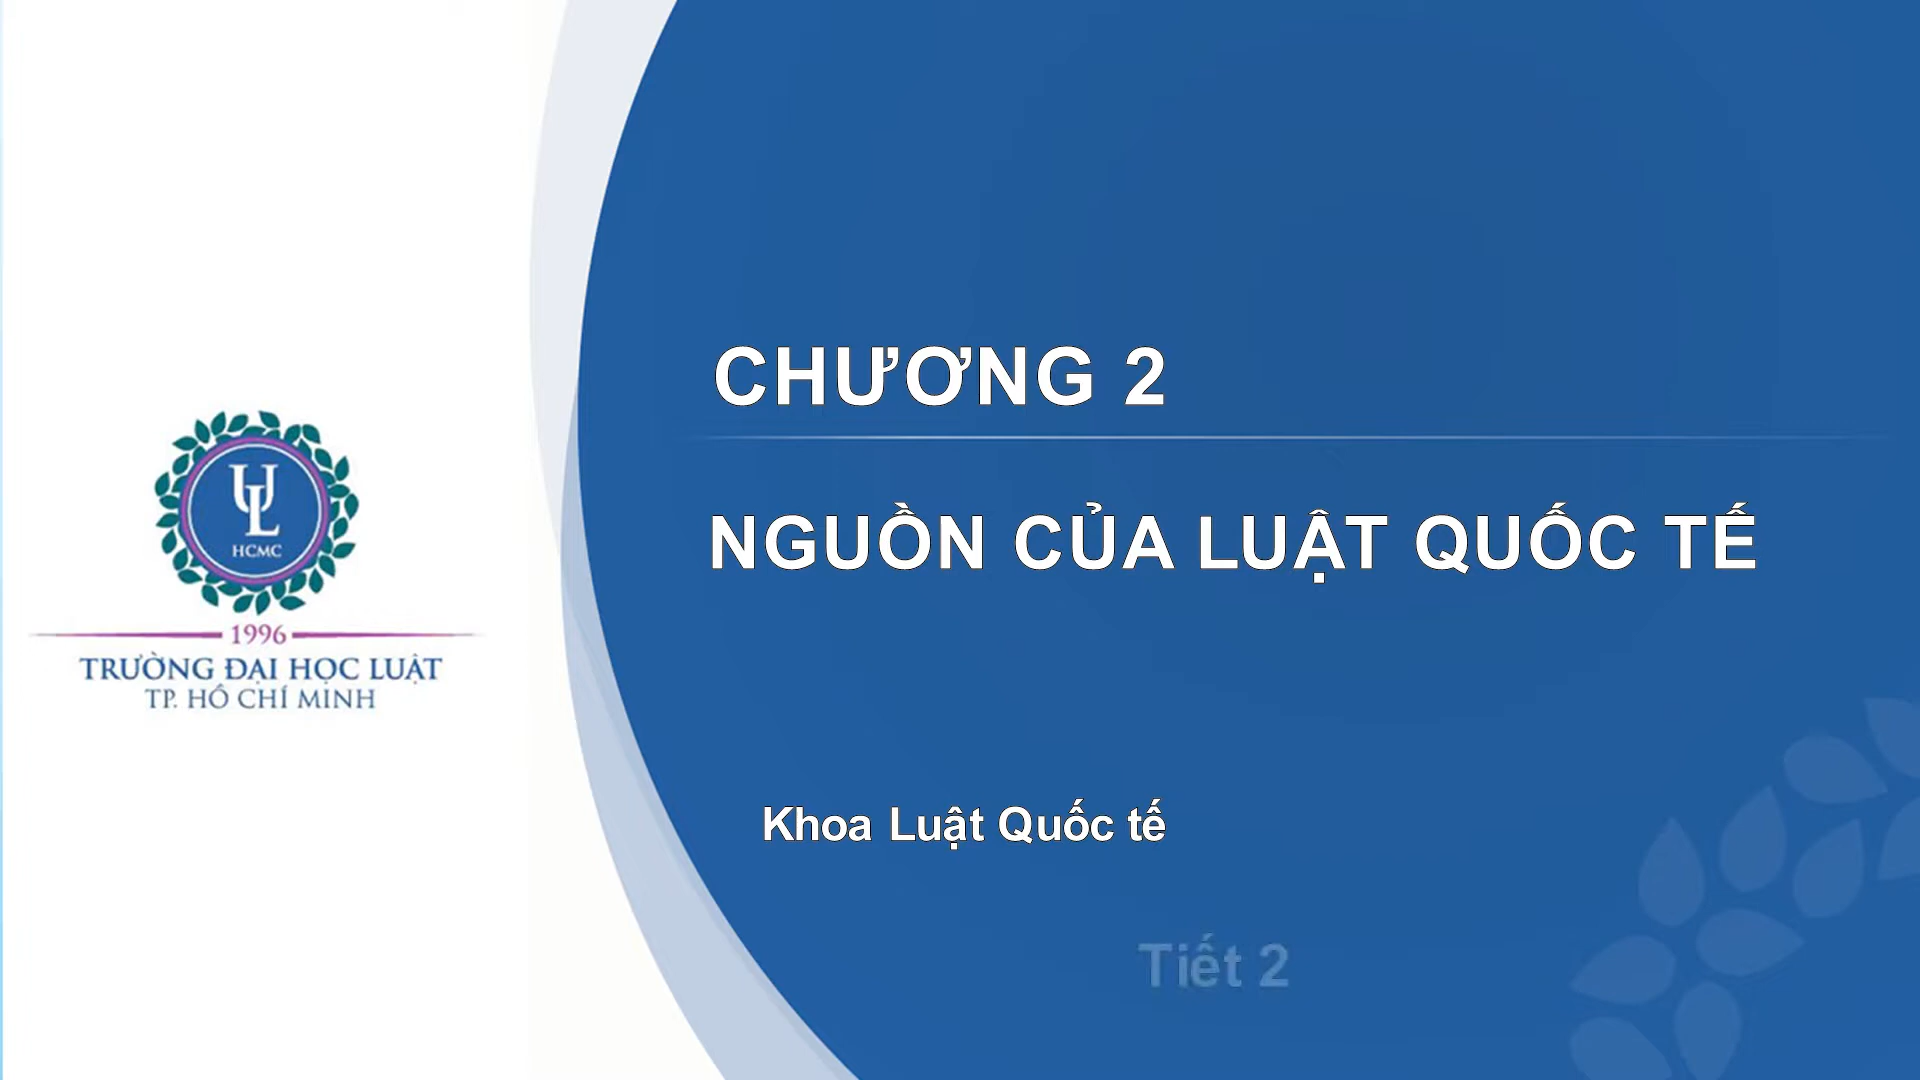 CHƯƠNG 2
NGUỒN CỦA LUẬT QUỐC TẾ
UL
HCMC
1996
TRƯỜNG ĐẠI HỌC LUẬT
TP. HỒ CHÍ MINH
Khoa Luật Quốc tế
Tiết 2